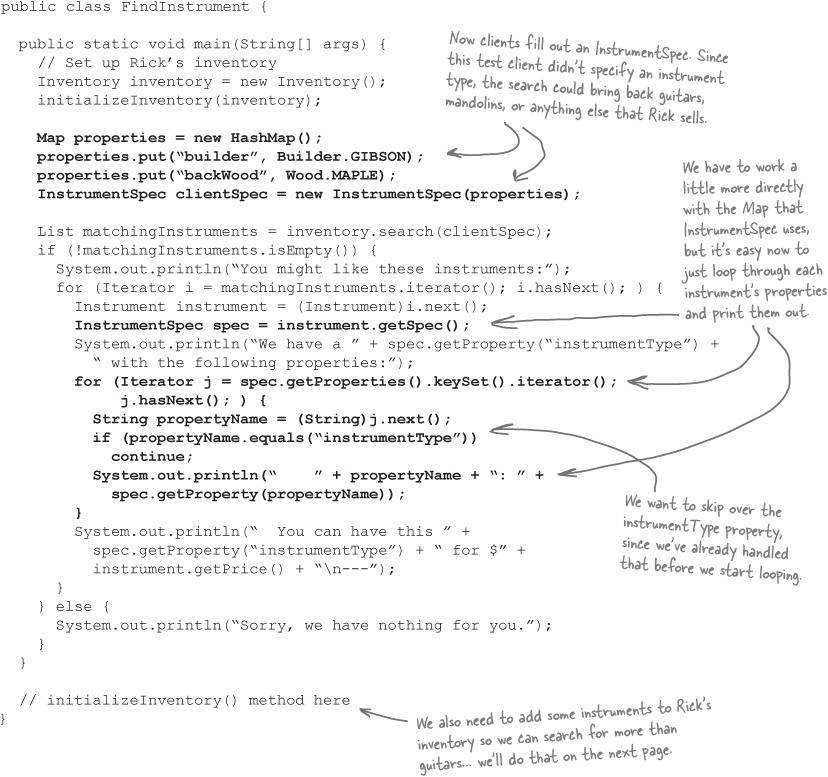 public class FindInstrument {
public static void main(String[] args) {
// Set up Rick’s inventory
Inventory inventory = new Inventory();
initializeInventory(inventory);
Map properties = new HashMap();
properties.put(“builder”, Builder.GIBSON);
properties.put(“backWood”, Wood.MAPLE);
InstrumentSpec clientSpec = new InstrumentSpec(properties);
List matchingInstruments = inventory.search(clientSpec);
if (!matchingInstruments.isEmpty()) {
System.out.println(“You might like these instruments:”);
for (Iterator i = matchingInstruments.iterator(); i.hasNext(); ) {
Instrument instrument = (Instrument)i.next();
InstrumentSpec spec = instrument.getSpec();
System.out.println(“We have a ” + spec.getProperty(“instrumentType”) +
“ with the following properties:”);
for (Iterator j = spec.getProperties().keySet().iterator();
j.hasNext(); ) {
String propertyName = (String)j.next();
if (propertyName.equals(“instrumentType”))
continue;
System.out.println(“    ” + propertyName + “: ” +
spec.getProperty(propertyName));
}
System.out.println(“  You can have this ” +
spec.getProperty(“instrumentType”) + “ for $” +
instrument.getPrice() + “\n---”);
}
} else {
System.out.println(“Sorry, we have nothing for you.”);
}
}
// initializeInventory() method here
}
Now clients fill out an InstrumentSpec. Since
this test client didn’t specify an instrument
type, the search could bring back guitars,
mandolins, or anything else that Rick sells.
We have to work a
little more directly
with the Map that
InstrumentSpec uses,
but it’s easy now to
just loop through each
instrument’s properties
and print them out.
We want to skip over the
instrumentType property,
since we’ve already handled
that before we start looping.
We also need to add some instruments to Rick’s
inventory so we can search for more than
guitars... we’ll do that on the next page.